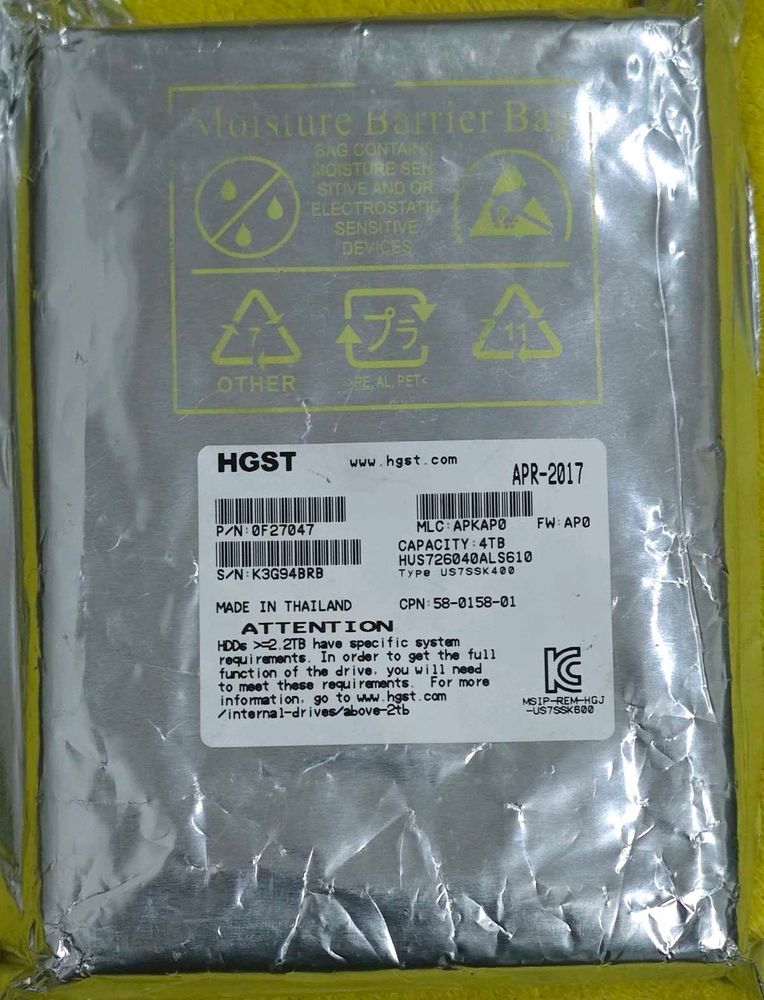 Moisture Barrier Bag
BAG CONTAINS
MOISTURE SEN
SITIVE AND OR
ELECTROSTATIC
SENSITIVE
DEVICES
7
プラ
11
OTHER
>PE, AL, PET<
HGST
www.hgst.com
APR-2017
P/N:0F27047
MLC:APKAP0
FW:AP0
CAPACITY:4TB
HUS726040ALS610
S/N:K3G94BRB
Type US7SSK400
MADE IN THAILAND
CPN:58-0158-01
ATTENTION
HDDs >=2.2TB have specific system
requirements. In order to get the full
function of the drive, you will need
to meet these requirements. For more
information, go to www.hgst.com
/internal-drives/above-2tb
MSIP-REM-HGJ
-US7SSK600